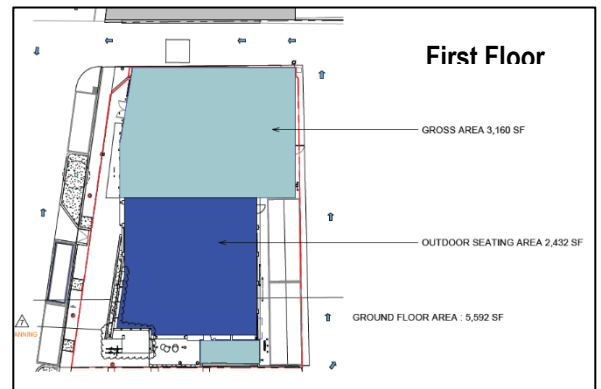 First Floor
GROSS AREA 3,160 SF
OUTDOOR SEATING AREA 2,432 SF
GROUND FLOOR AREA : 5,592 SF